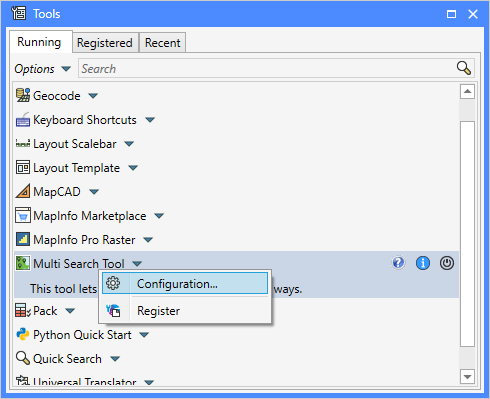 Tools
Running Registered Recent
Options Search
Geocode
Keyboard Shortcuts
Layout Scalebar
Layout Template
MapCAD
MapInfo Marketplace
MapInfo Pro Raster
Multi Search Tool
Configuration...
This tool lets ways.
Register
Pack
Python Quick Start
Quick Search
Universal Translator